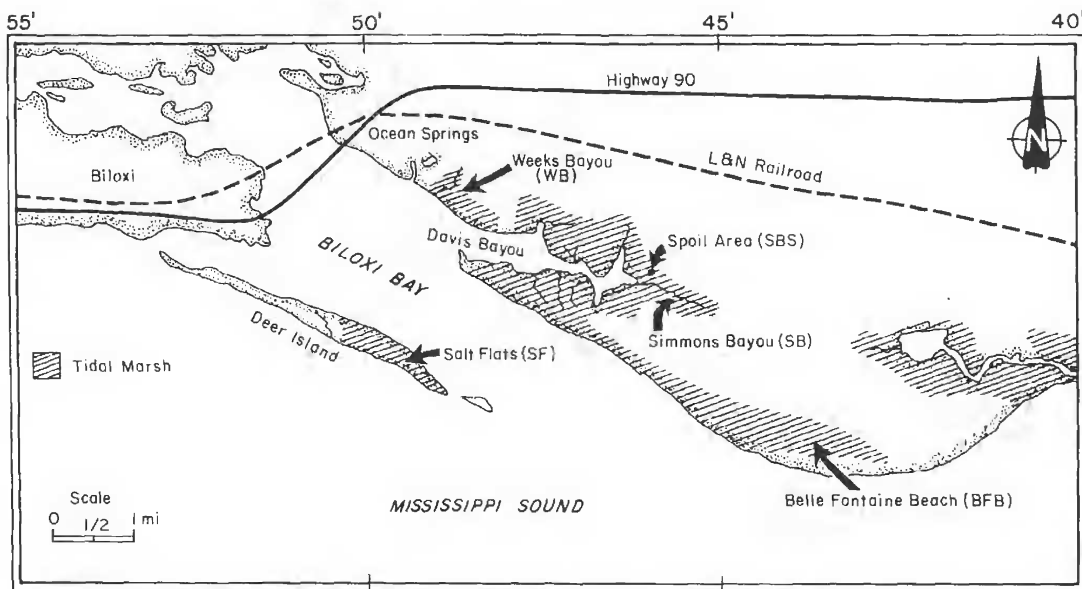 55'
50'
45'
40'
Highway 90
N
Ocean Springs
L&N Railroad
Weeks Bayou
(WB)
Biloxi
Spoil Area (SBS)
Davis Bayou
BILOXI BAY
Simmons Bayou (SB)
Deer Island
Salt Flats (SF)
Tidal Marsh
Belle Fontaine Beach (BFB)
Scale
0 1/2 1 mi
MISSISSIPPI SOUND
50'
45'